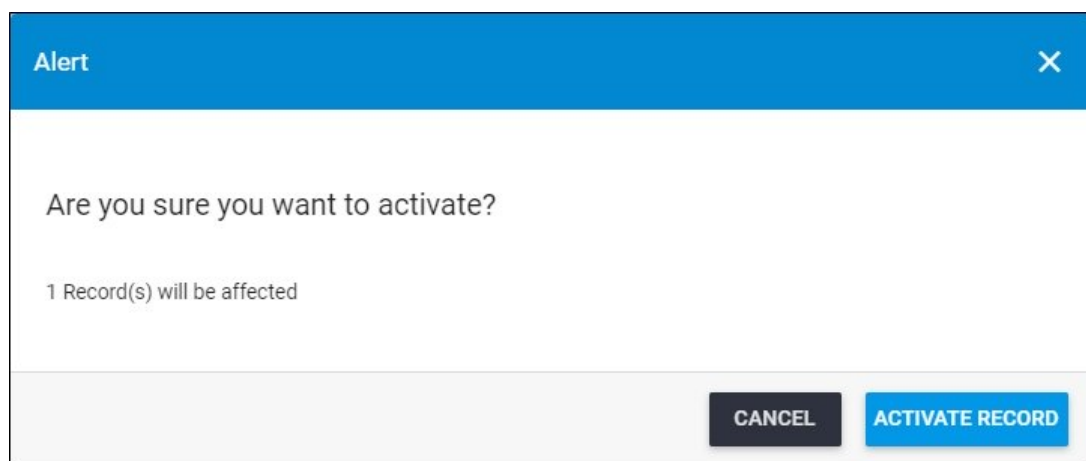 Alert
Are you sure you want to activate?
1 Record(s) will be affected
CANCEL
ACTIVATE RECORD